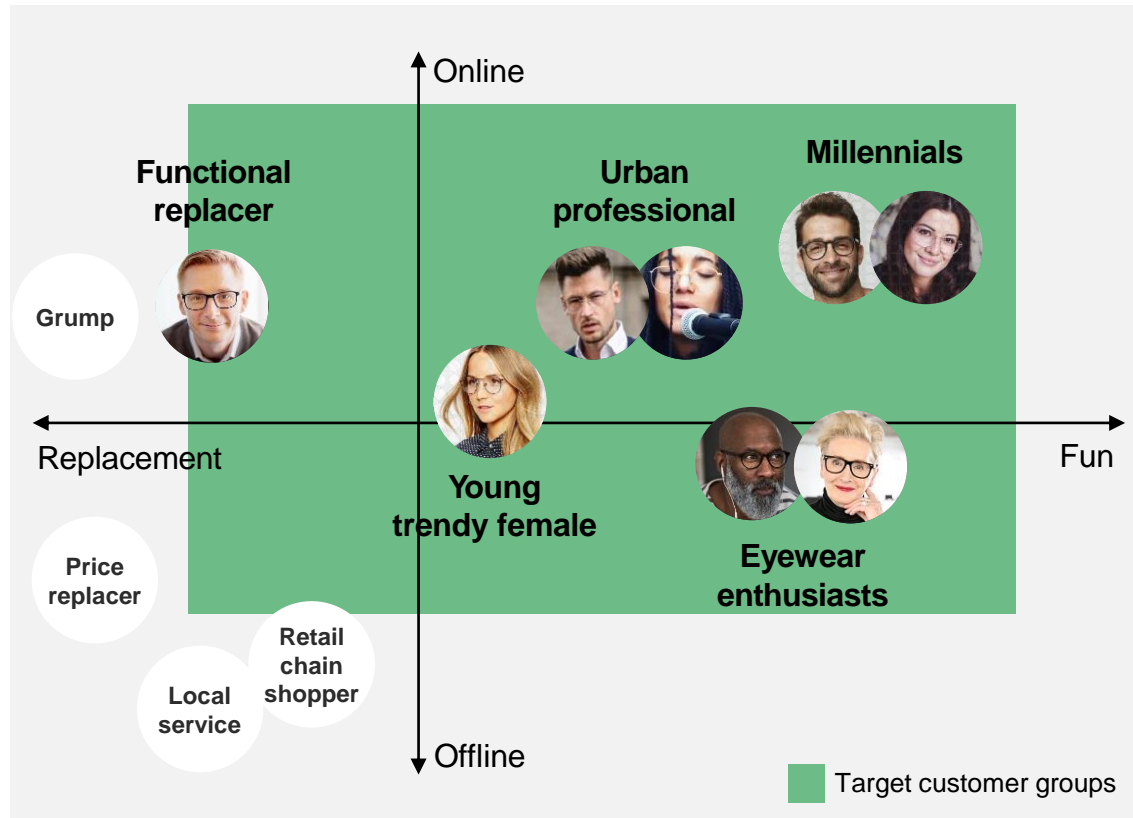 Online
Millennials
Functional
replacer
Urban
professional
Grump
Replacement
Fun
Young
trendy female
Eyewear
enthusiasts
Price
replacer
Retail
chain
shopper
Local
service
Offline
Target customer groups